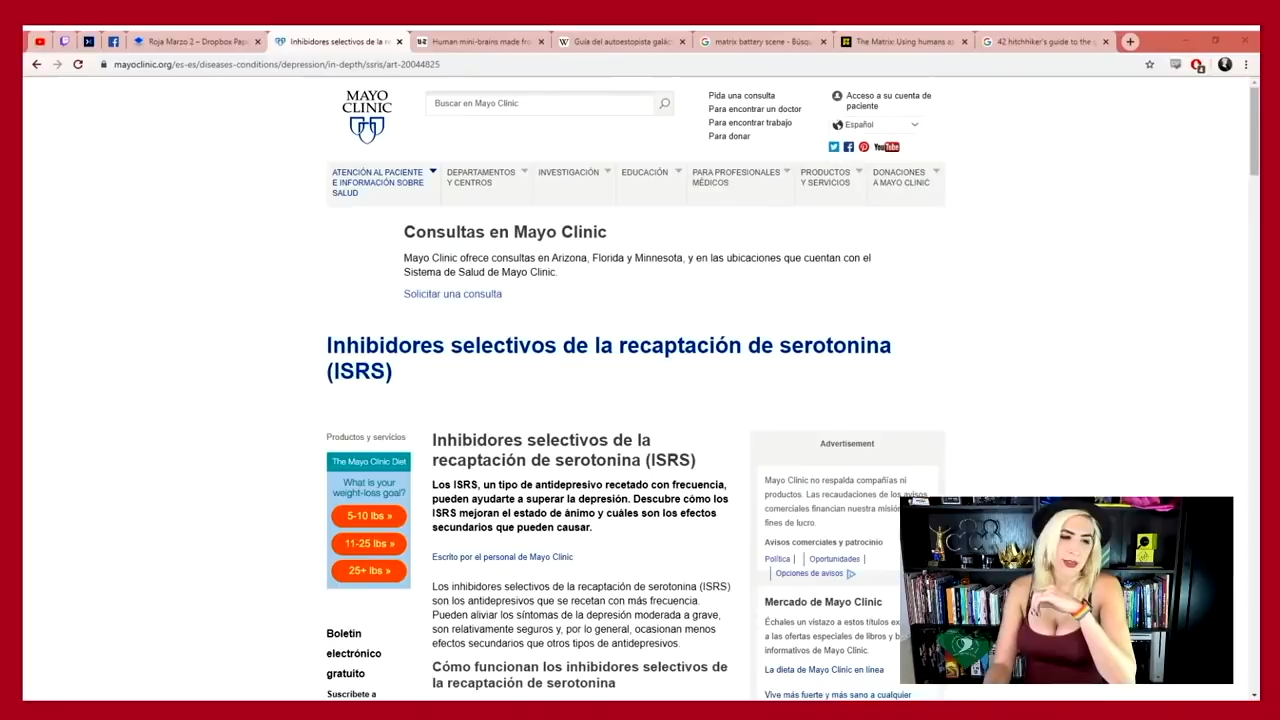 Roja Marzo 2 – Dropbox Pap
Inhibidores selectivos de la re
Human mini-brains made fro
Guía del autoestopista galác
matrix battery scene - Búsq
The Matrix: Using humans as
42 hitchhiker's guide to the g
mayoclinic.org/es-es/diseases-conditions/depression/in-depth/ssris/art-20044825
MAYO
CLINIC
Buscar en Mayo Clinic
Pida una consulta
Para encontrar un doctor
Para encontrar trabajo
Para donar
Acceso a su cuenta de
paciente
Español
YouTube
ATENCIÓN AL PACIENTE
E INFORMACIÓN SOBRE
SALUD
DEPARTAMENTOS
Y CENTROS
INVESTIGACIÓN
EDUCACIÓN
PARA PROFESIONALES
MÉDICOS
PRODUCTOS
Y SERVICIOS
DONACIONES
A MAYO CLINIC
Consultas en Mayo Clinic
Mayo Clinic ofrece consultas en Arizona, Florida y Minnesota, y en las ubicaciones que cuentan con el
Sistema de Salud de Mayo Clinic.
Solicitar una consulta
Inhibidores selectivos de la recaptación de serotonina
(ISRS)
Productos y servicios
The Mayo Clinic Diet
What is your
weight-loss goal?
5-10 lbs »
11-25 lbs »
25+ lbs »
Boletín
electrónico
gratuito
Suscríbete a
Inhibidores selectivos de la
recaptación de serotonina (ISRS)
Los ISRS, un tipo de antidepresivo recetado con frecuencia,
pueden ayudarte a superar la depresión. Descubre cómo los
ISRS mejoran el estado de ánimo y cuáles son los efectos
secundarios que pueden causar.
Escrito por el personal de Mayo Clinic
Los inhibidores selectivos de la recaptación de serotonina (ISRS)
son los antidepresivos que se recetan con más frecuencia.
Pueden aliviar los síntomas de la depresión moderada a grave,
son relativamente seguros y, por lo general, ocasionan menos
efectos secundarios que otros tipos de antidepresivos.
Cómo funcionan los inhibidores selectivos de
la recaptación de serotonina
Advertisement
Mayo Clinic no respalda compañías ni
productos. Las recaudaciones de los avisos
comerciales financian nuestra misión
fines de lucro.
Avisos comerciales y patrocinio
Política | Oportunidades |
| Opciones de avisos
Mercado de Mayo Clinic
Échales un vistazo a estos títulos ex
a las ofertas especiales de libros y b
informativos de Mayo Clinic.
La dieta de Mayo Clinic en línea
Vive más fuerte y más sano a cualquier